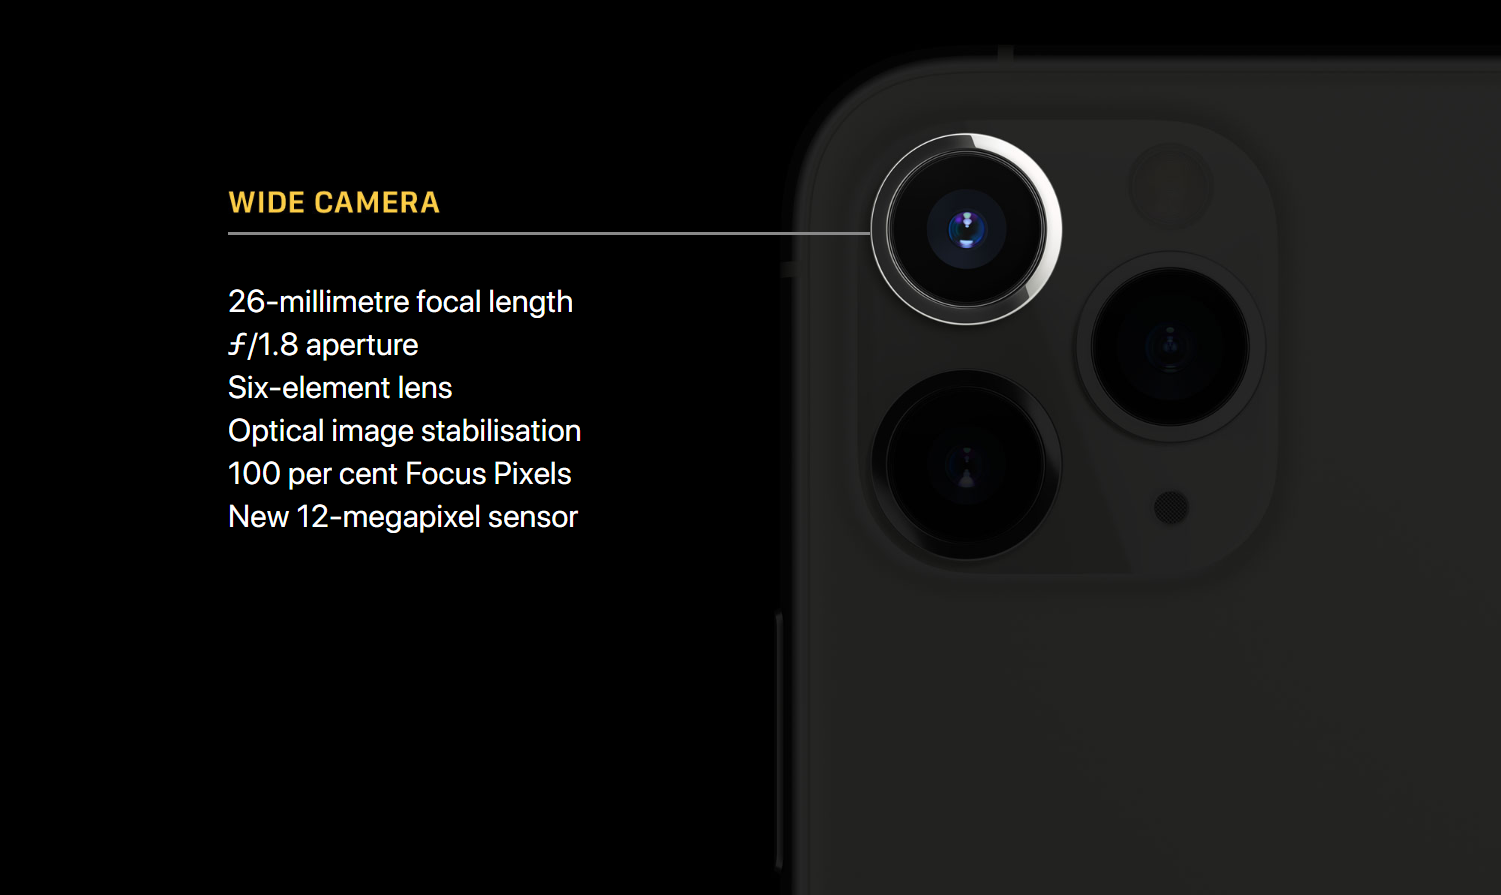 WIDE CAMERA
26-millimetre focal length
ƒ/1.8 aperture
Six-element lens
Optical image stabilisation
100 per cent Focus Pixels
New 12-megapixel sensor